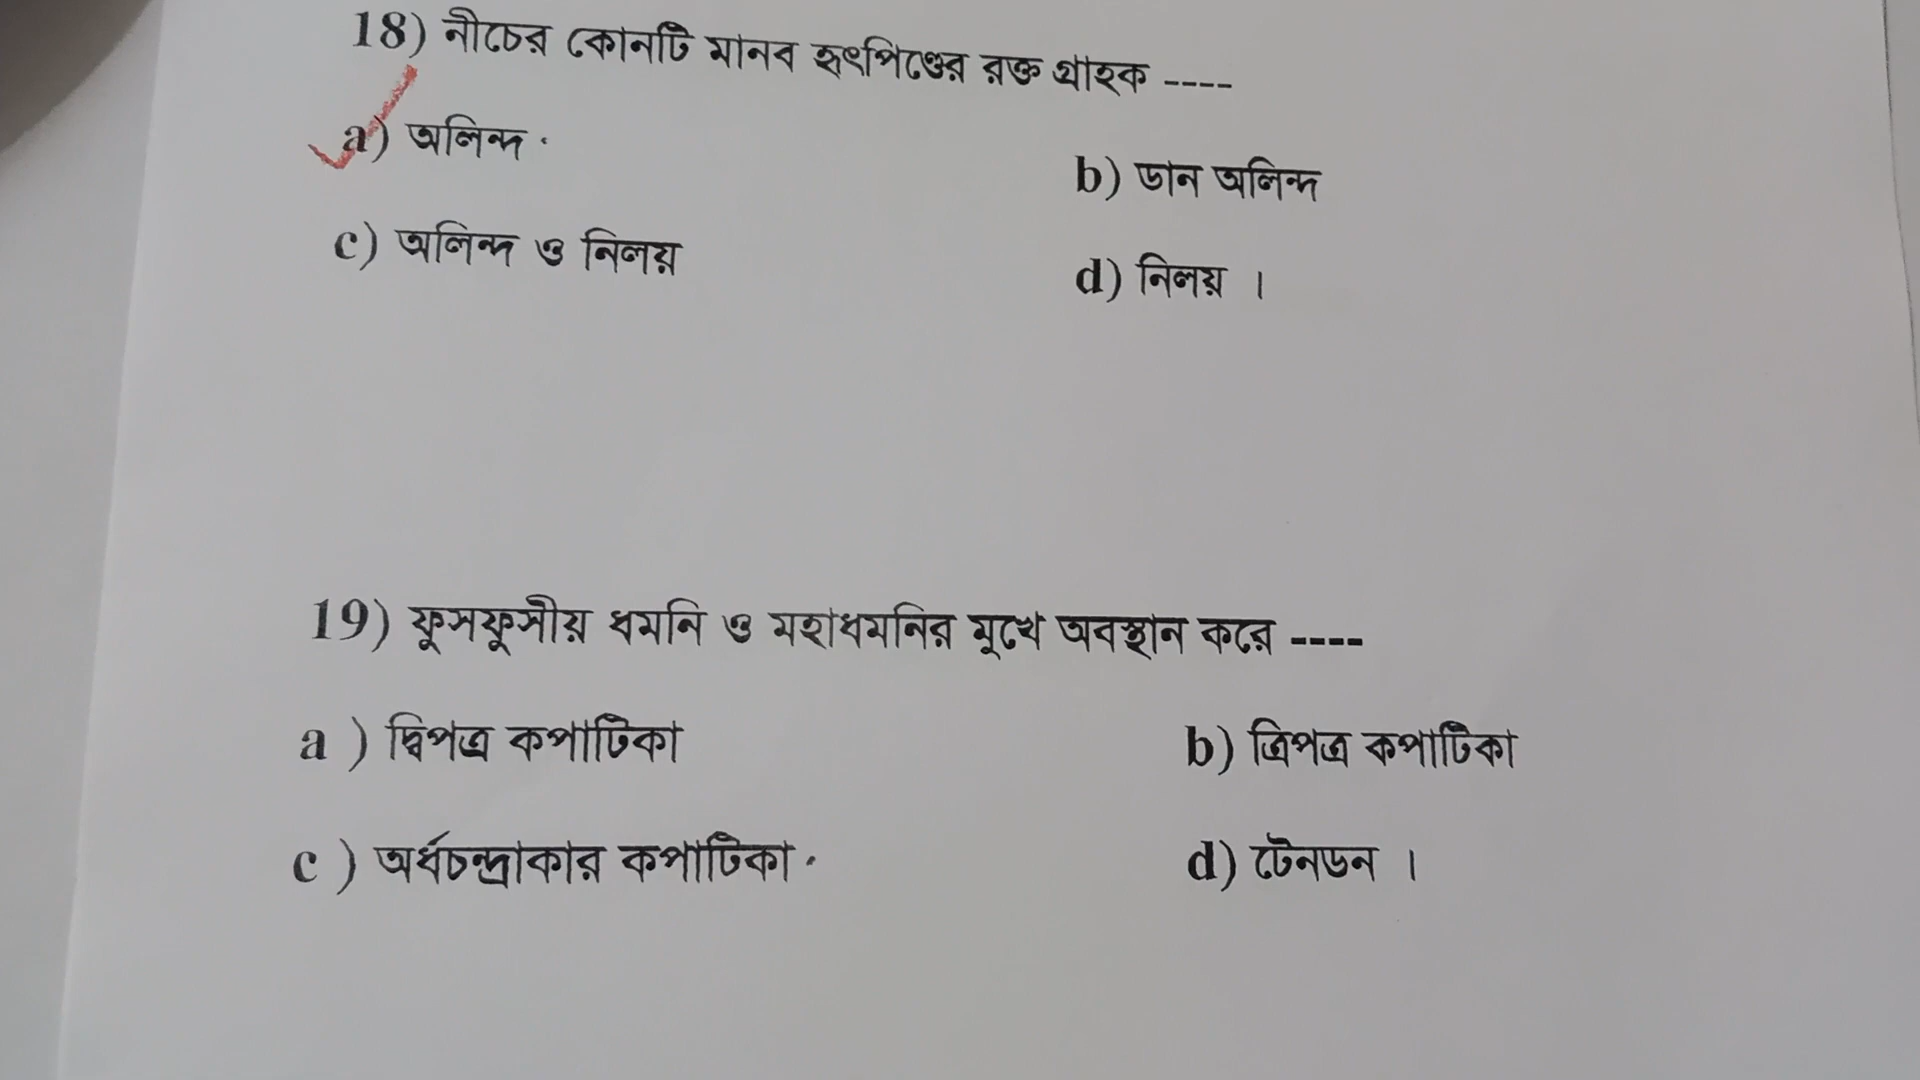 18) নীচের কোনটি মানব হৃৎপিণ্ডের রক্ত গ্রাহক ----
a) অলিন্দ ·
b) ডান অলিন্দ
c) অলিন্দ ও নিলয়
d) নিলয় ।
19) ফুসফুসীয় ধমনি ও মহাধমনির মুখে অবস্থান করে ----
a ) দ্বিপত্র কপাটিকা
b) ত্রিপত্র কপাটিকা
c ) অর্ধচন্দ্রাকার কপাটিকা ·
d) টেনডন ।